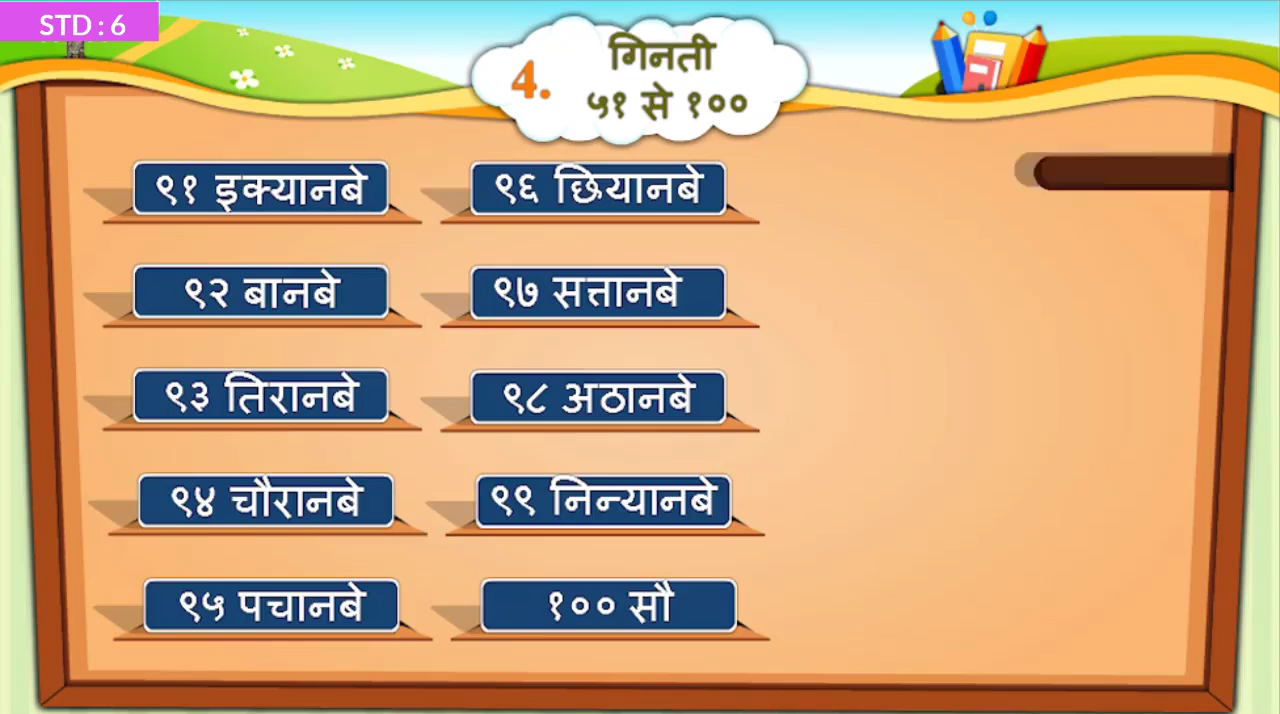 STD : 6
4.
गिनती
५१ से १००
९१ इक्यानबे
९२ बानबे
९३ तिरानबे
९४ चौरानबे
९५ पचानबे
९६ छियानबे
९७ सत्तानबे
९८ अठानबे
९९ निन्यानबे
१०० सौ